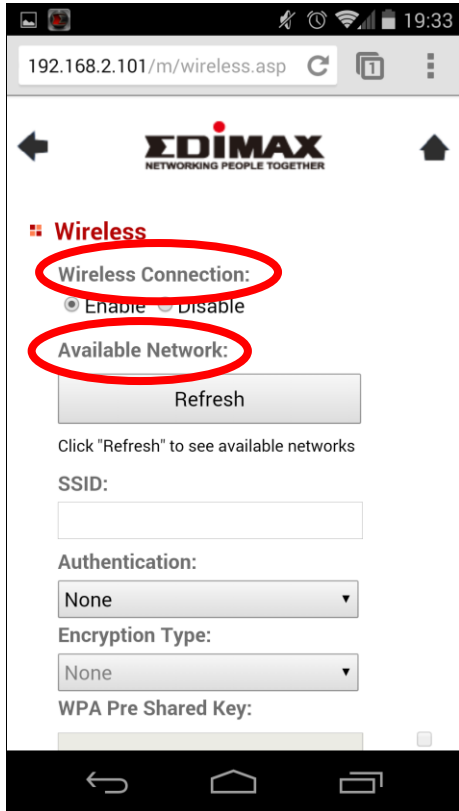 19:33
192.168.2.101/m/wireless.asp
1
EDIMAX
NETWORKING PEOPLE TOGETHER
Wireless
Wireless Connection:
Enable Disable
Available Network:
Refresh
Click "Refresh" to see available networks
SSID:
Authentication:
None
Encryption Type:
None
WPA Pre Shared Key: